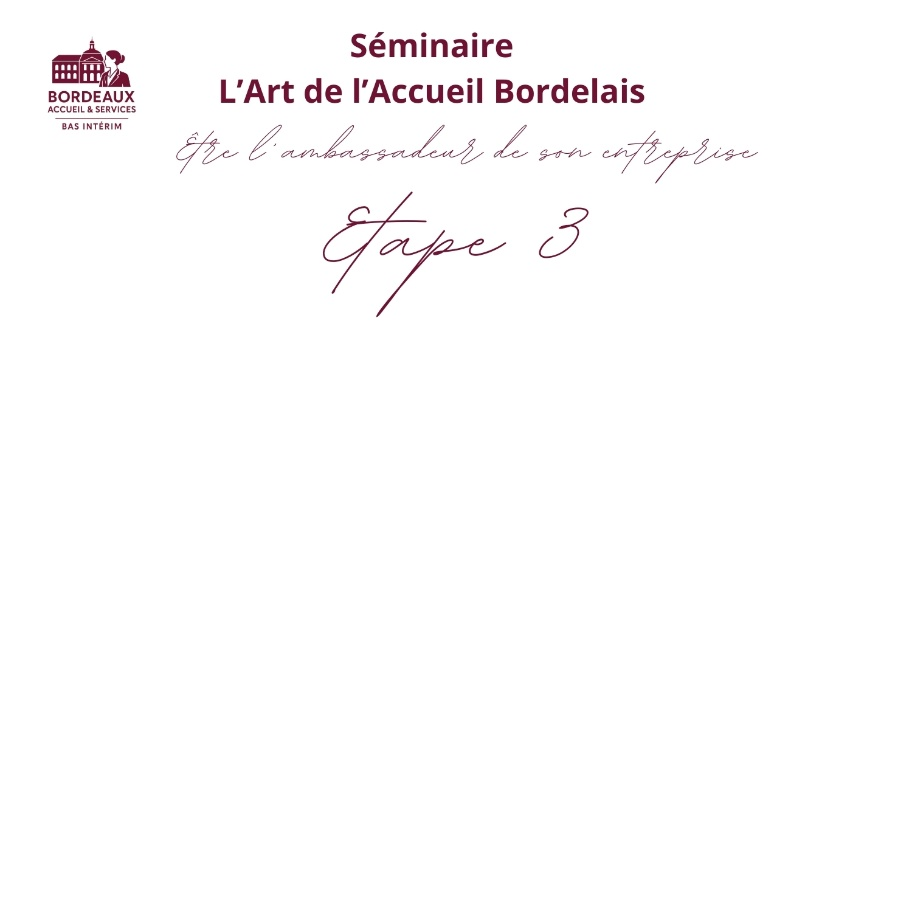 BORDEAUX
ACCUEIL & SERVICES
BAS INTÉRIM
Séminaire
L’Art de l’Accueil Bordelais
Être l'ambassadeur de son entreprise
Etape 3